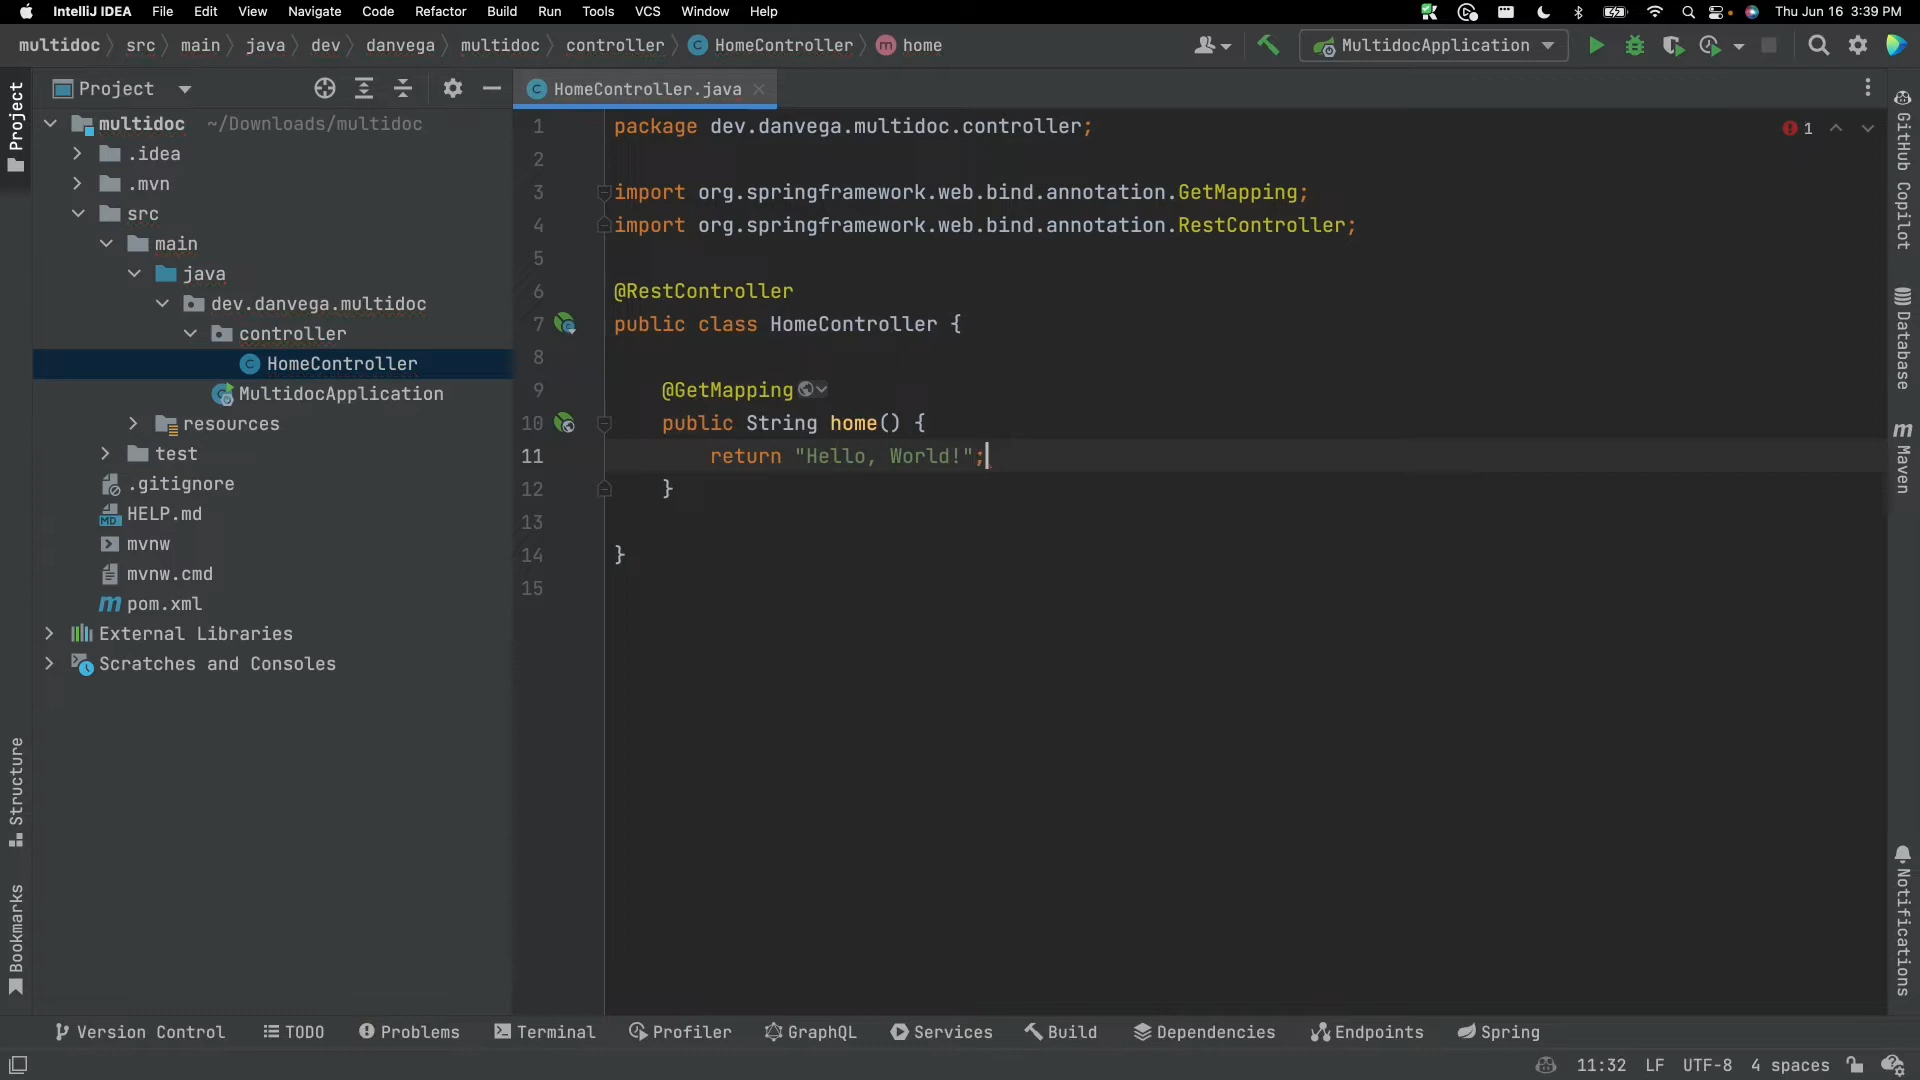 IntelliJ IDEA File Edit View Navigate Code Refactor Build Run Tools VCS Window Help Thu Jun 16 3:39 PM
multidoc src main java dev danvega multidoc controller HomeController home MultidocApplication
Project
Project
multidoc ~/Downloads/multidoc
.idea
.mvn
src
main
java
dev.danvega.multidoc
controller
HomeController
MultidocApplication
resources
test
.gitignore
HELP.md
mvnw
mvnw.cmd
pom.xml
External Libraries
Scratches and Consoles
Structure
Bookmarks
HomeController.java
1
1 package dev.danvega.multidoc.controller;
2
3 import org.springframework.web.bind.annotation.GetMapping;
4 import org.springframework.web.bind.annotation.RestController;
5
6 @RestController
7 public class HomeController {
8
9 @GetMapping
10 public String home() {
11 return "Hello, World!";
12 }
13
14 }
15
GitHub Copilot
Database
Maven
Notifications
Version Control TODO Problems Terminal Profiler GraphQL Services Build Dependencies Endpoints Spring
11:32 LF UTF-8 4 spaces